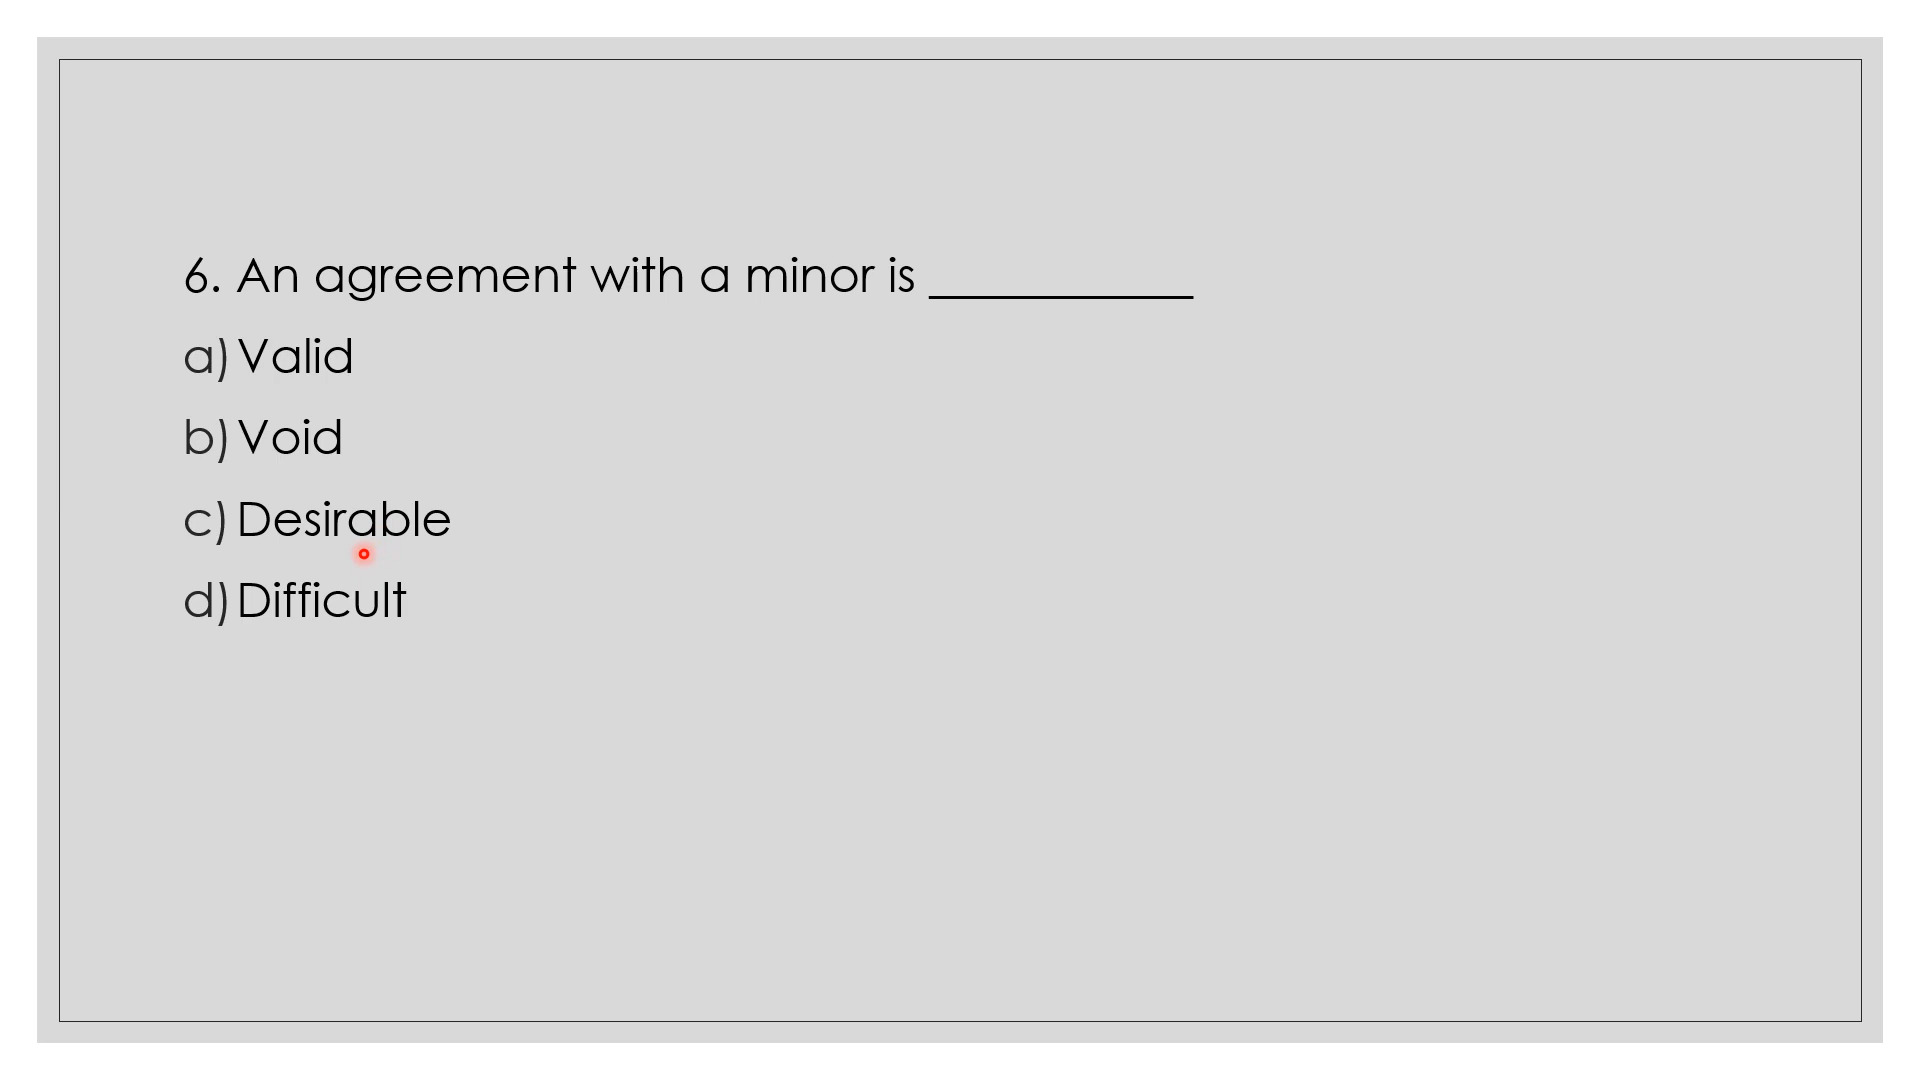 6. An agreement with a minor is ___________
a) Valid
b) Void
c) Desirable
d) Difficult